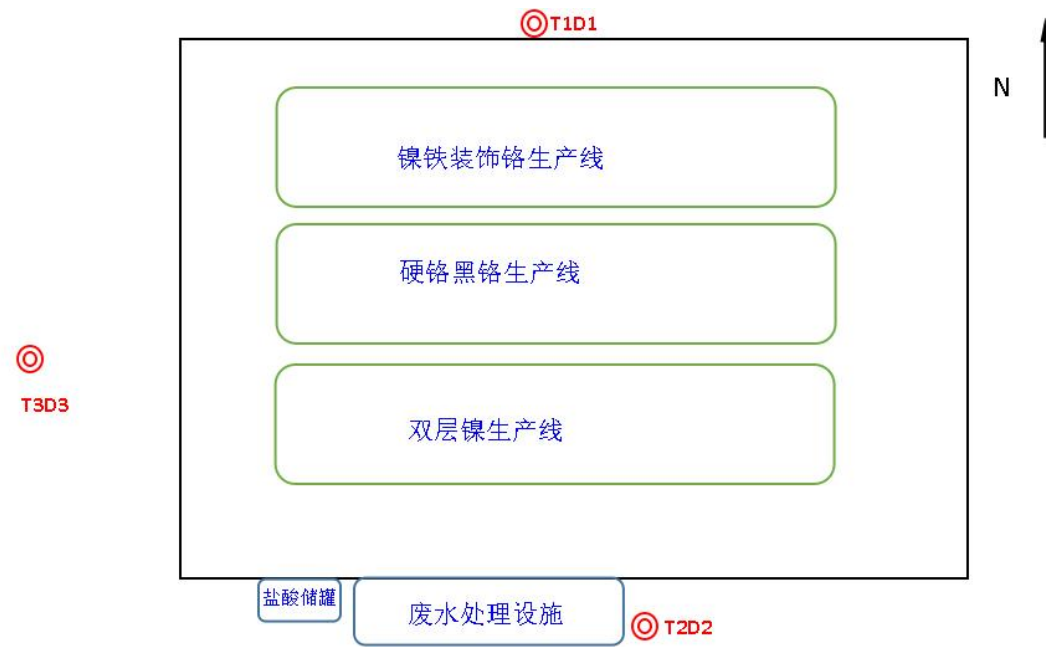 T1D1
N
镍铁装饰铬生产线
硬铬黑铬生产线
T3D3
双层镍生产线
盐酸储罐
废水处理设施
T2D2